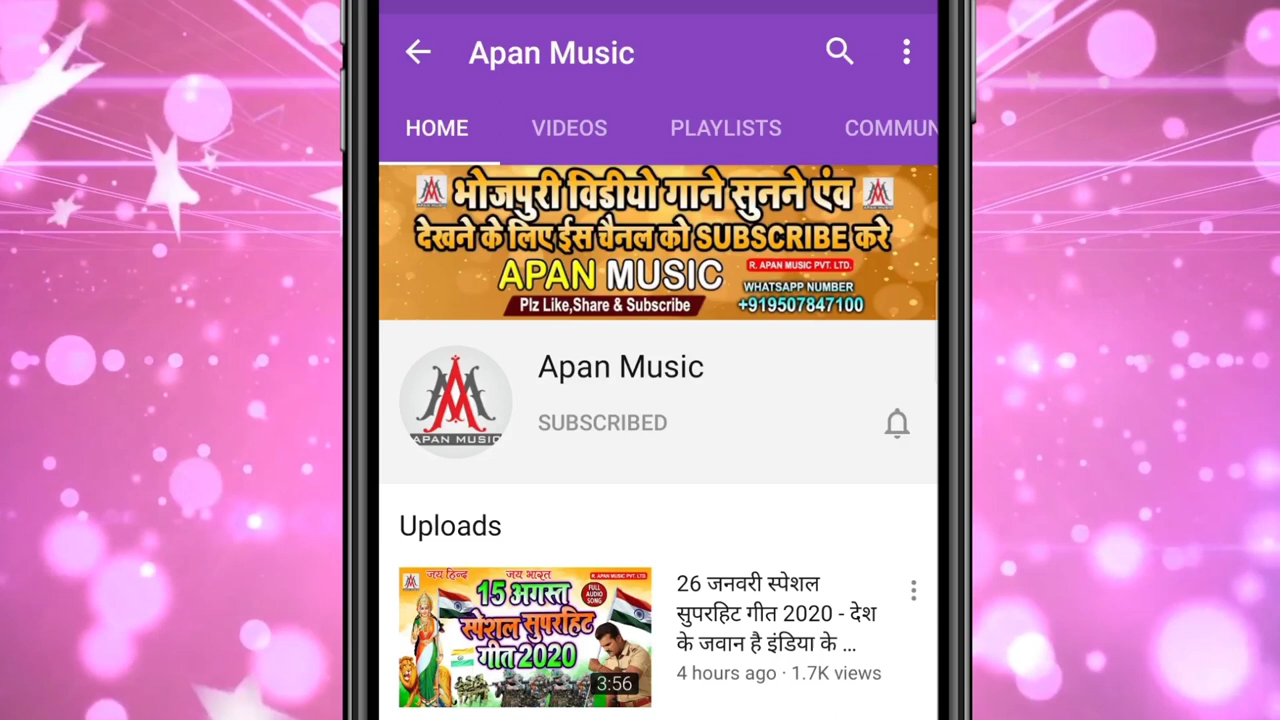 Apan Music
HOME VIDEOS PLAYLISTS COMMUN
भोजपुरी विडीयो गाने सुनने एंव
देखने के लिए ईस चैनल को SUBSCRIBE करे
APAN MUSIC
R. APAN MUSIC PVT. LTD.
Plz Like,Share & Subscribe
WHATSAPP NUMBER
+919507847100
Apan Music
APAN MUSIC
SUBSCRIBED
Uploads
जय हिन्द जय भारत
R. APAN MUSIC PVT. LTD
15 अगस्त
FULL
AUDIO
SONG
स्पेशल सुपरहिट
गीत 2020
3:56
26 जनवरी स्पेशल
सुपरहिट गीत 2020 - देश
के जवान है इंडिया के ...
4 hours ago · 1.7K views